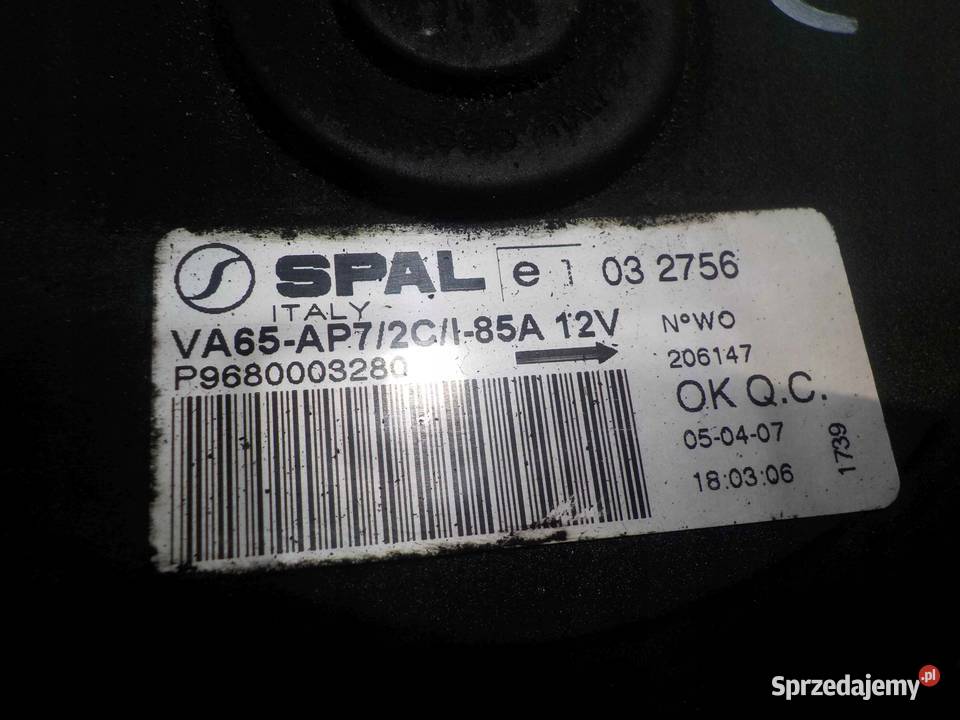 SPAL
ITALY
e 1
03 2756
VA65-AP7/2C/I-85A 12V
P9680003280
N°WO
206147
OK Q.C.
05-04-07
18:03:06
1739
Sprzedajemy.pl